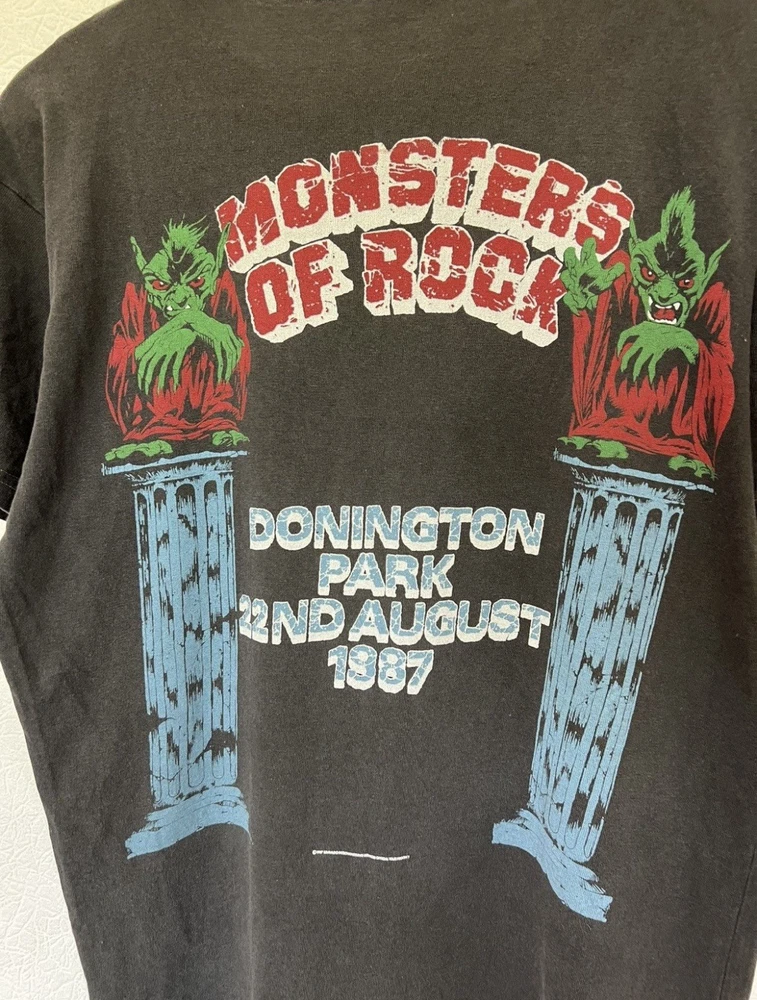 MONSTERS
OF ROCK
DONINGTON
PARK
22ND AUGUST
1987